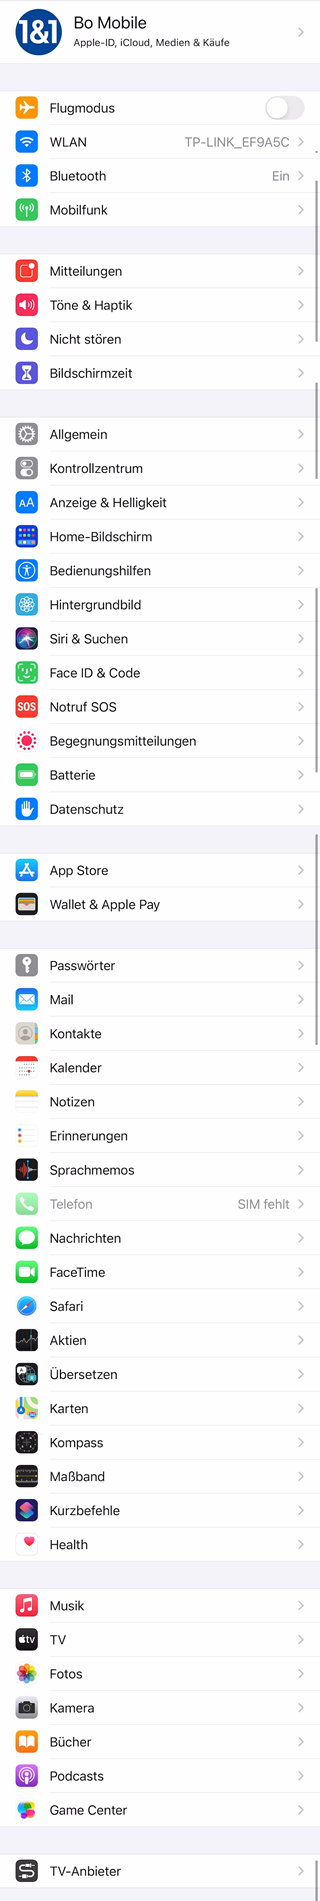 1&1
Bo Mobile
Apple-ID, iCloud, Medien & Käufe
Flugmodus
WLAN TP-LINK_EF9A5C
Bluetooth Ein
Mobilfunk
Mitteilungen
Töne & Haptik
Nicht stören
Bildschirmzeit
Allgemein
Kontrollzentrum
AA Anzeige & Helligkeit
Home-Bildschirm
Bedienungshilfen
Hintergrundbild
Siri & Suchen
Face ID & Code
SOS Notruf SOS
Begegnungsmitteilungen
Batterie
Datenschutz
App Store
Wallet & Apple Pay
Passwörter
Mail
Kontakte
Kalender
Notizen
Erinnerungen
Sprachmemos
Telefon SIM fehlt
Nachrichten
FaceTime
Safari
Aktien
Übersetzen
Karten
Kompass
Maßband
Kurzbefehle
Health
Musik
tv TV
Fotos
Kamera
Bücher
Podcasts
Game Center
TV-Anbieter